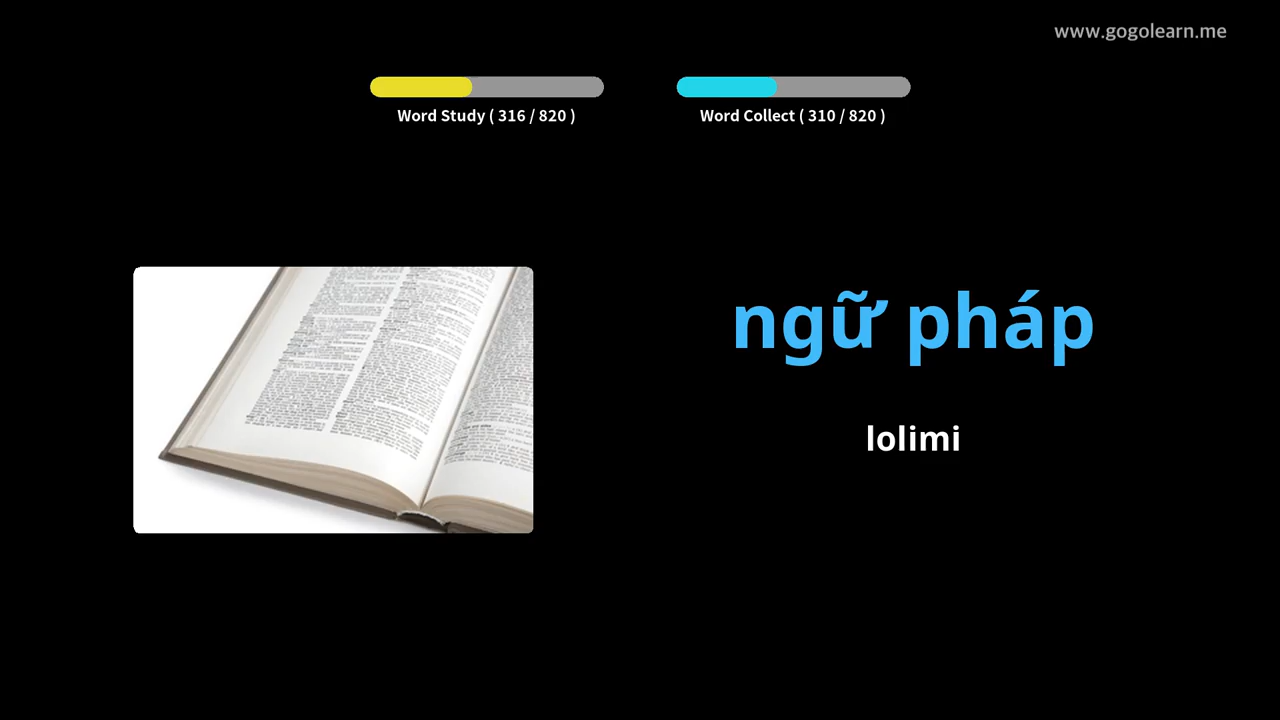 www.gogolearn.me
Word Study ( 316 / 820 )
Word Collect ( 310 / 820 )
ngữ pháp
lolimi